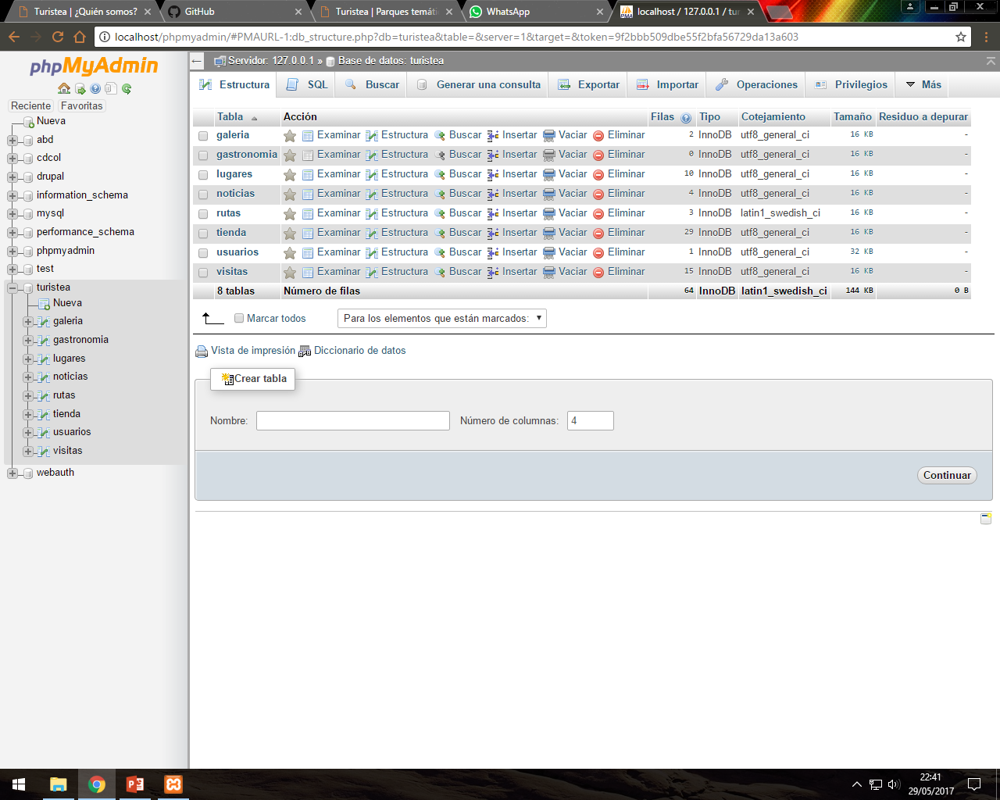 Turistea | ¿Quién somos?
GitHub
Turistea | Parques temáti
WhatsApp
localhost / 127.0.0.1 / tur
localhost/phpmyadmin/#PMAURL-1:db_structure.php?db=turistea&table=&server=1&target=&token=9f2bbb509dbe55f2bfa56729da13a603
phpMyAdmin
Reciente Favoritas
Nueva
abd
cdcol
drupal
information_schema
mysql
performance_schema
phpmyadmin
test
turistea
Nueva
galeria
gastronomia
lugares
noticias
rutas
tienda
usuarios
visitas
webauth
Servidor: 127.0.0.1 » Base de datos: turistea
Estructura SQL Buscar Generar una consulta Exportar Importar Operaciones Privilegios Más
Tabla Acción Filas Tipo Cotejamiento Tamaño Residuo a depurar
galeria Examinar Estructura Buscar Insertar Vaciar Eliminar 2 InnoDB utf8_general_ci 16 KB -
gastronomia Examinar Estructura Buscar Insertar Vaciar Eliminar 0 InnoDB utf8_general_ci 16 KB -
lugares Examinar Estructura Buscar Insertar Vaciar Eliminar 10 InnoDB utf8_general_ci 16 KB -
noticias Examinar Estructura Buscar Insertar Vaciar Eliminar 4 InnoDB utf8_general_ci 16 KB -
rutas Examinar Estructura Buscar Insertar Vaciar Eliminar 3 InnoDB latin1_swedish_ci 16 KB -
tienda Examinar Estructura Buscar Insertar Vaciar Eliminar 29 InnoDB utf8_general_ci 16 KB -
usuarios Examinar Estructura Buscar Insertar Vaciar Eliminar 1 InnoDB utf8_general_ci 32 KB -
visitas Examinar Estructura Buscar Insertar Vaciar Eliminar 15 InnoDB utf8_general_ci 16 KB -
8 tablas Número de filas 64 InnoDB latin1_swedish_ci 144 KB 0 B
Marcar todos Para los elementos que están marcados:
Vista de impresión Diccionario de datos
Crear tabla
Nombre: Número de columnas: 4
Continuar
22:41
29/05/2017